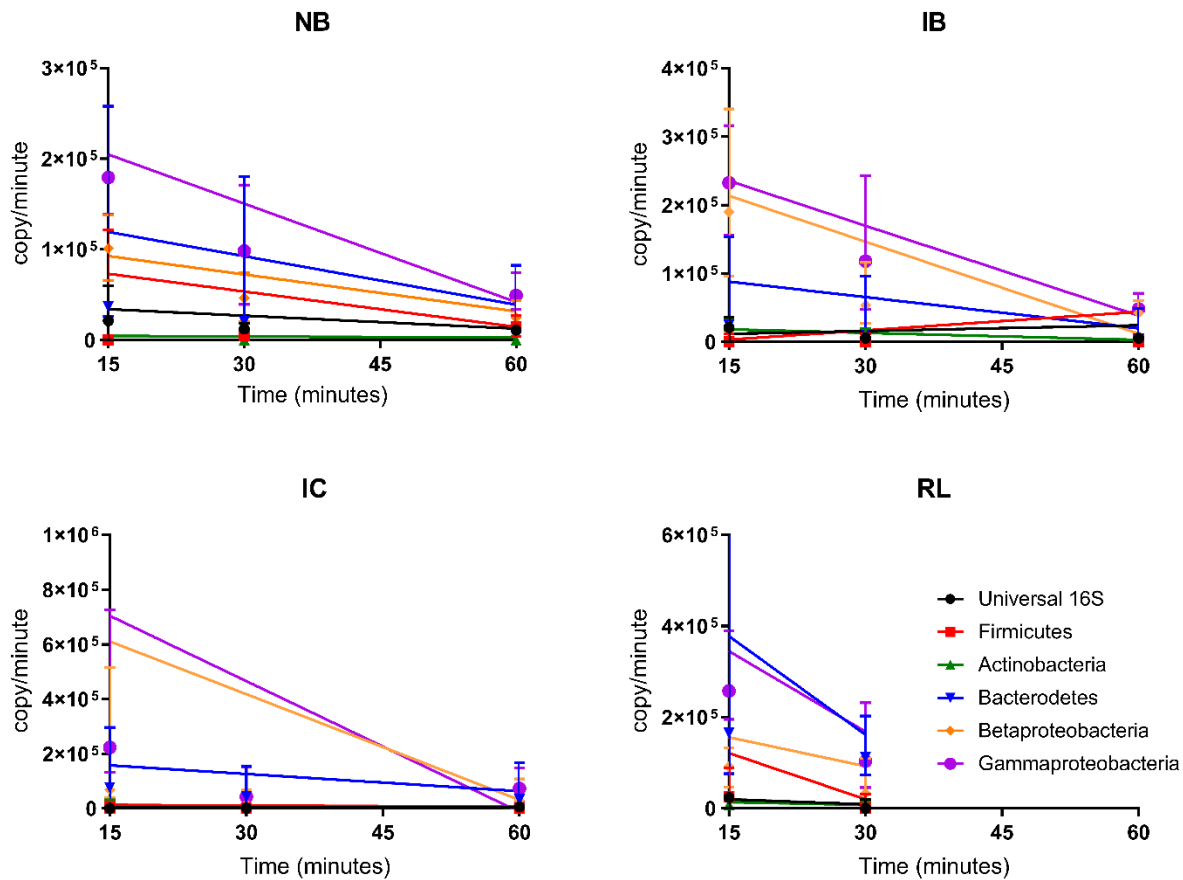 NB
3×10⁵
2×10⁵
1×10⁵
0
copy/minute
15 30 45 60
Time (minutes)
IB
4×10⁵
3×10⁵
2×10⁵
1×10⁵
0
copy/minute
15 30 45 60
Time (minutes)
IC
1×10⁶
8×10⁵
6×10⁵
4×10⁵
2×10⁵
0
copy/minute
15 30 45 60
Time (minutes)
RL
6×10⁵
4×10⁵
2×10⁵
0
copy/minute
15 30 45 60
Time (minutes)
Universal 16S
Firmicutes
Actinobacteria
Bacterodetes
Betaproteobacteria
Gammaproteobacteria